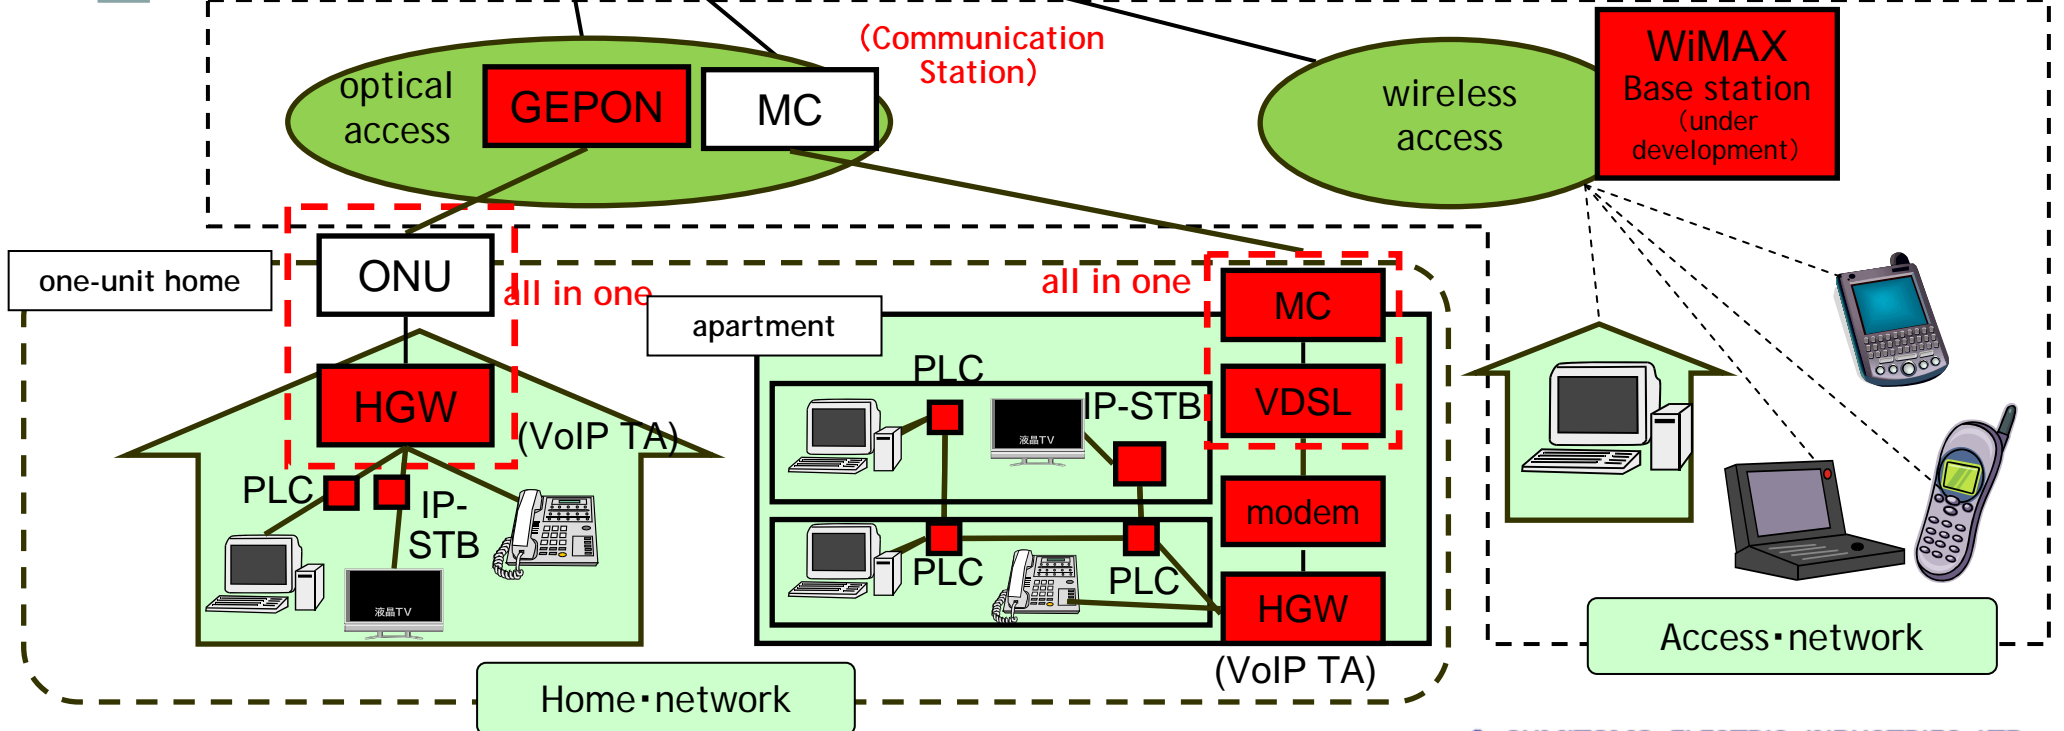 (Communication
Station)
optical
access
GEPON
MC
wireless
access
WiMAX
Base station
(under
development)
one-unit home
ONU
all in one
HGW
(VoIP TA)
PLC
IP-
STB
液晶TV
apartment
all in one
MC
VDSL
modem
HGW
(VoIP TA)
PLC
IP-STB
液晶TV
PLC
PLC
Home・network
Access・network